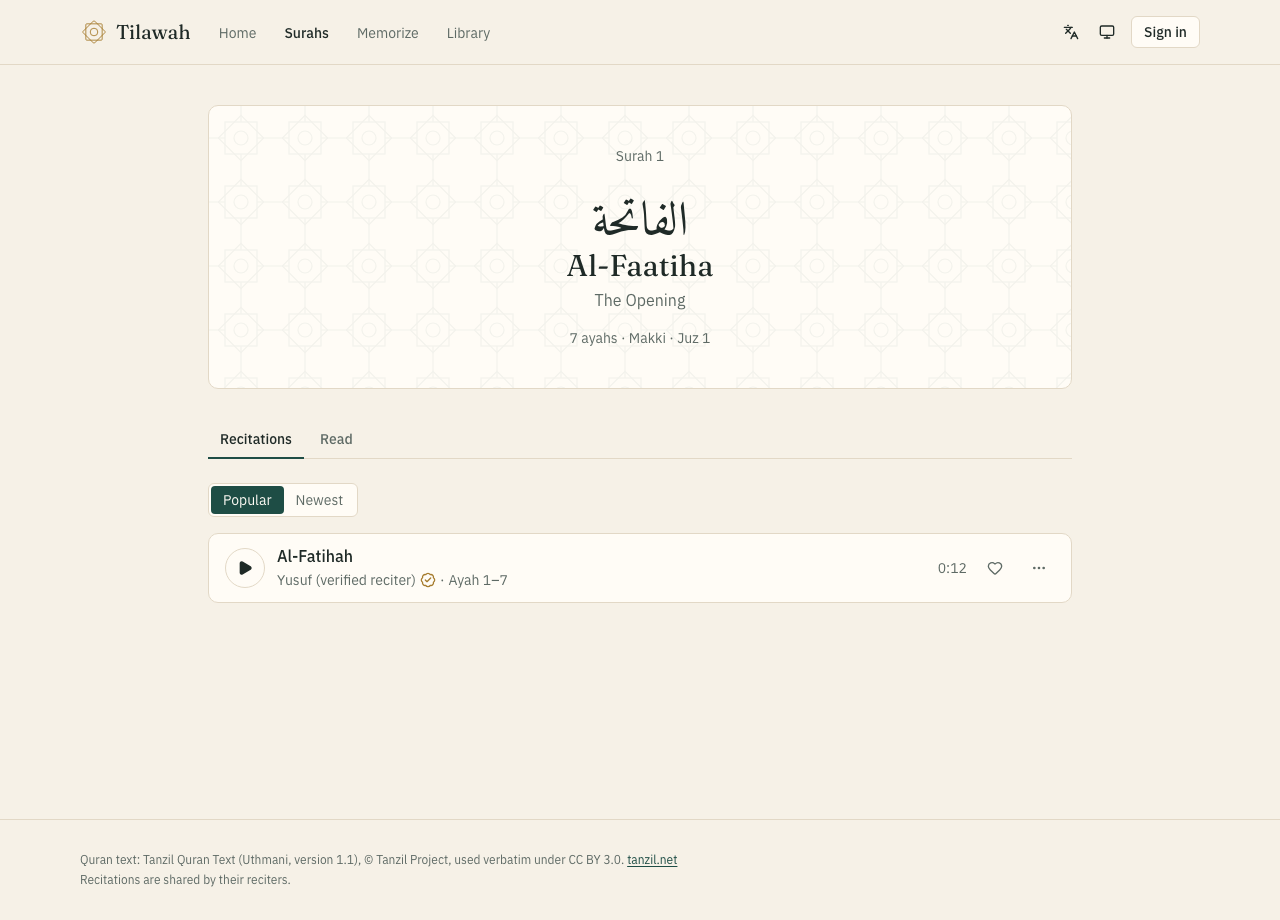 Tilawah
Home
Surahs
Memorize
Library
Sign in
Surah 1
الفاتحة
Al-Faatiha
The Opening
7 ayahs · Makki · Juz 1
Recitations
Read
Popular
Newest
Al-Fatihah
Yusuf (verified reciter) · Ayah 1–7
0:12
Quran text: Tanzil Quran Text (Uthmani, version 1.1), © Tanzil Project, used verbatim under CC BY 3.0. tanzil.net
Recitations are shared by their reciters.